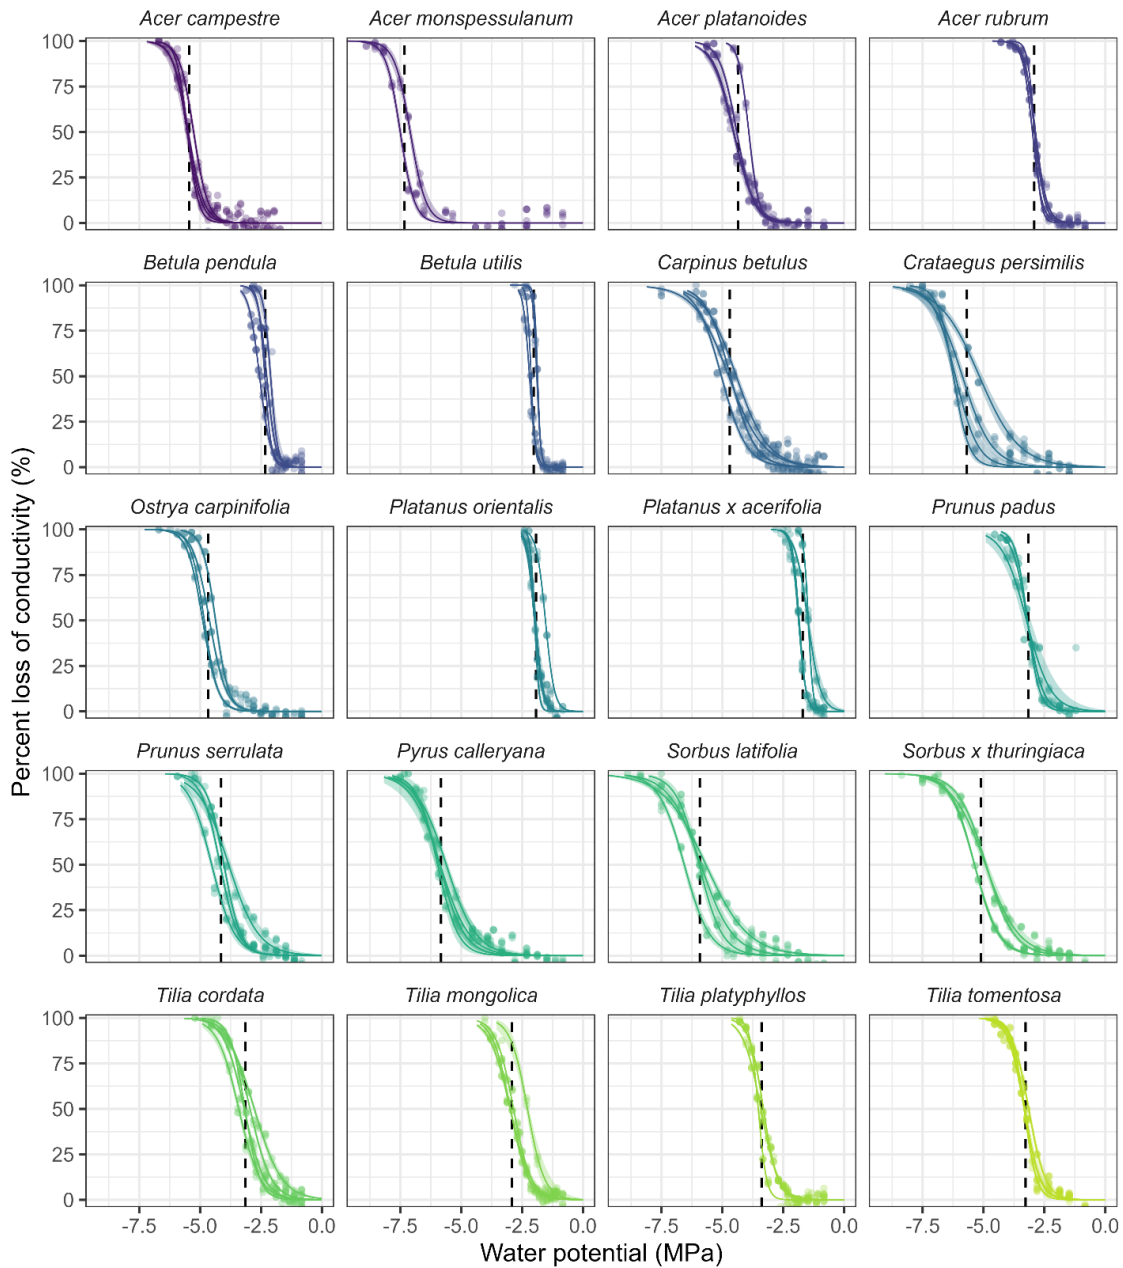 Acer campestre
Acer monspessulanum
Acer platanoides
Acer rubrum
100
75
50
25
0
Betula pendula
Betula utilis
Carpinus betulus
Crataegus persimilis
100
75
50
25
0
Ostrya carpinifolia
Platanus orientalis
Platanus x acerifolia
Prunus padus
100
75
50
25
0
Prunus serrulata
Pyrus calleryana
Sorbus latifolia
Sorbus x thuringiaca
100
75
50
25
0
Tilia cordata
Tilia mongolica
Tilia platyphyllos
Tilia tomentosa
100
75
50
25
0
-7.5 -5.0 -2.5 0.0
-7.5 -5.0 -2.5 0.0
-7.5 -5.0 -2.5 0.0
-7.5 -5.0 -2.5 0.0
Water potential (MPa)
Percent loss of conductivity (%)